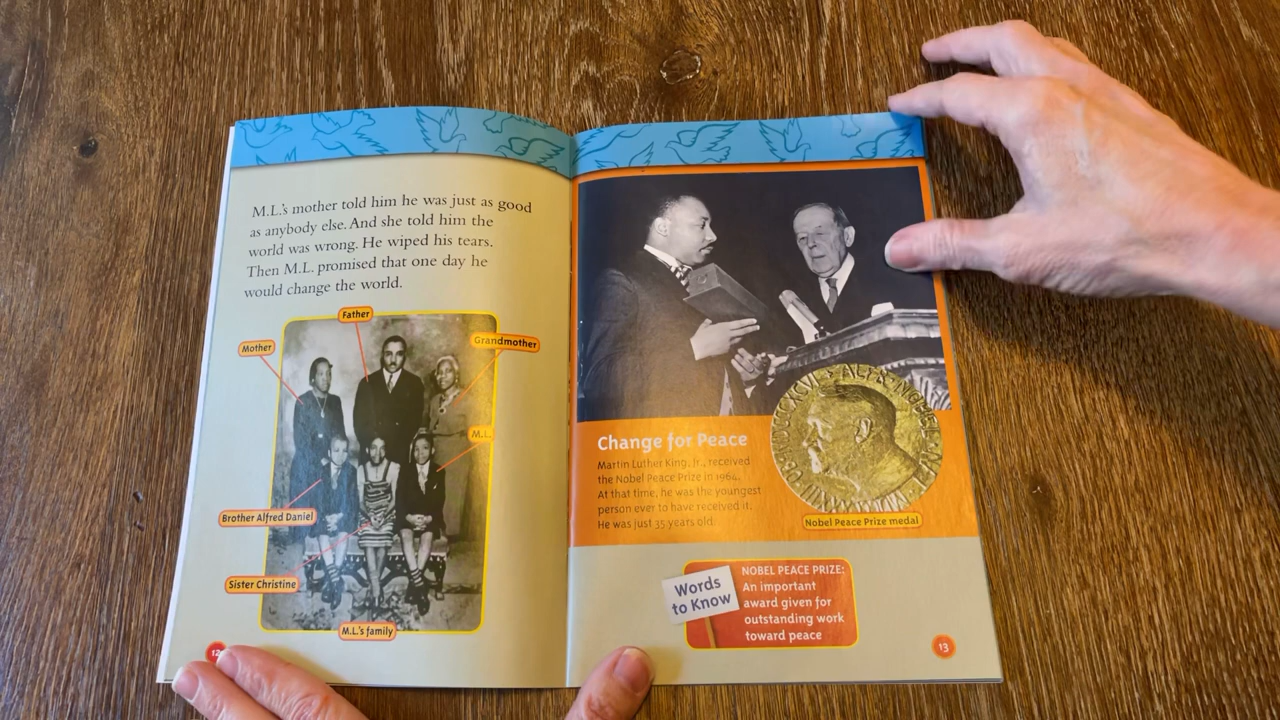 M.L.'s mother told him he was just as good
as anybody else. And she told him the
world was wrong. He wiped his tears.
Then M.L. promised that one day he
would change the world.
Father
Mother
Grandmother
M.L.
Brother Alfred Daniel
Sister Christine
M.L.'s family
12
Change for Peace
Martin Luther King, Jr., received
the Nobel Peace Prize in 1964.
At that time, he was the youngest
person ever to have received it.
He was just 35 years old.
Nobel Peace Prize medal
Words
to Know
NOBEL PEACE PRIZE:
An important
award given for
outstanding work
toward peace
13